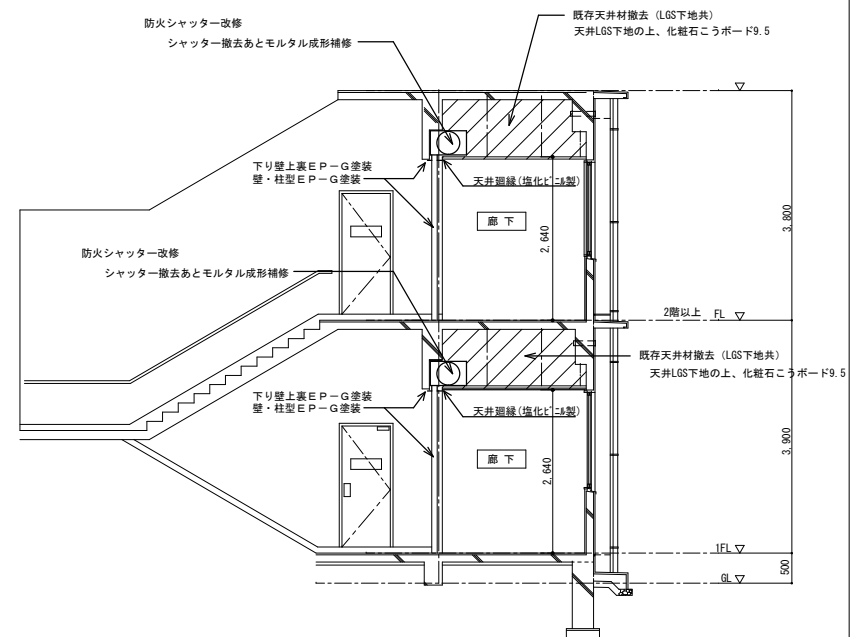 防火シャッター改修
シャッター撤去あとモルタル成形補修
既存天井材撤去（LGS下地共）
天井LGS下地の上、化粧石こうボード9.5
下り壁上裏ＥＰ－Ｇ塗装
壁・柱型ＥＰ－Ｇ塗装
天井廻縁(塩化ﾋﾞﾆﾙ製)
廊 下
2,640
3,800
防火シャッター改修
シャッター撤去あとモルタル成形補修
2階以上 FL
既存天井材撤去（LGS下地共）
天井LGS下地の上、化粧石こうボード9.5
下り壁上裏ＥＰ－Ｇ塗装
壁・柱型ＥＰ－Ｇ塗装
天井廻縁(塩化ﾋﾞﾆﾙ製)
廊 下
2,640
3,900
1FL
500
GL